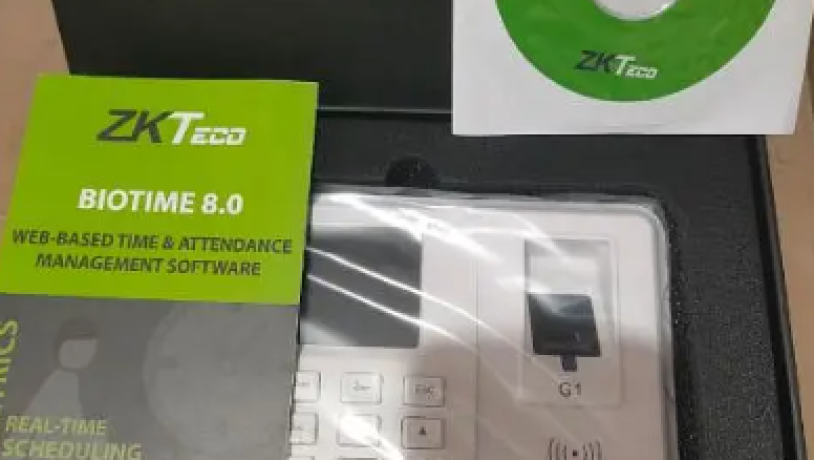 ZKTeco
ZKTeco
BIOTIME 8.0
WEB-BASED TIME & ATTENDANCE
MANAGEMENT SOFTWARE
REAL-TIME
SCHEDULING
ESC
G1